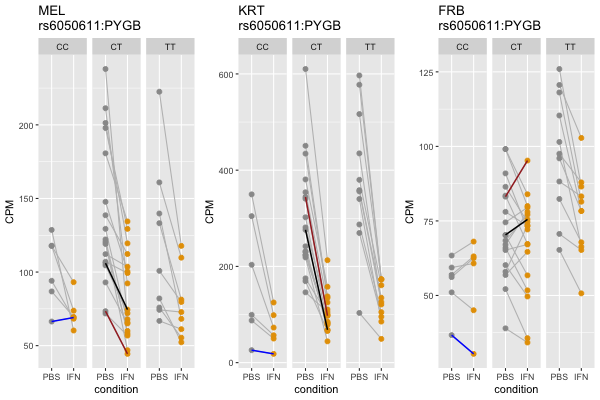 MEL
rs6050611:PYGB
CC CT TT
CPM
200
150
100
50
PBS IFN PBS IFN PBS IFN
condition
KRT
rs6050611:PYGB
CC CT TT
CPM
600
400
200
0
PBS IFN PBS IFN PBS IFN
condition
FRB
rs6050611:PYGB
CC CT TT
CPM
125
100
75
50
PBS IFN PBS IFN PBS IFN
condition